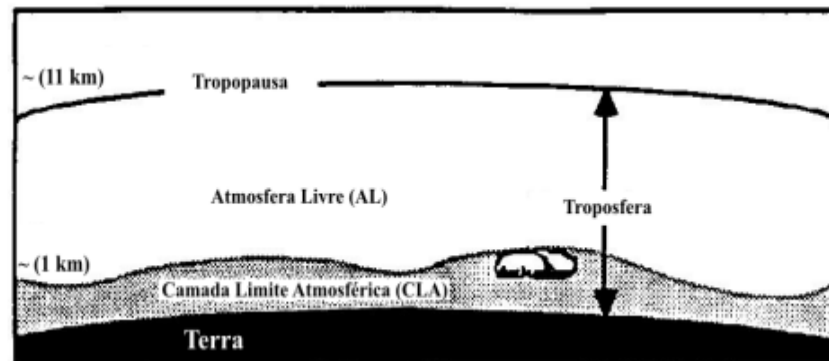 ~ (11 km)
Tropopausa
Atmosfera Livre (AL)
Troposfera
~ (1 km)
Camada Limite Atmosférica (CLA)
Terra